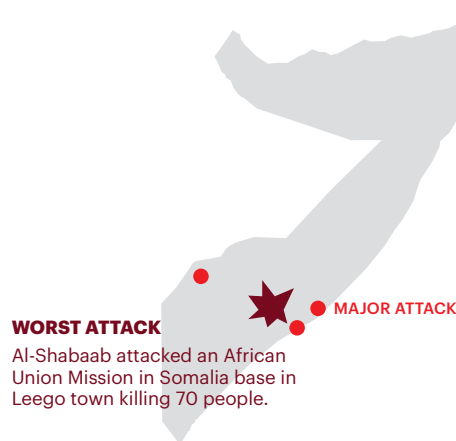 MAJOR ATTACK
WORST ATTACK
Al-Shabaab attacked an African
Union Mission in Somalia base in
Leego town killing 70 people.